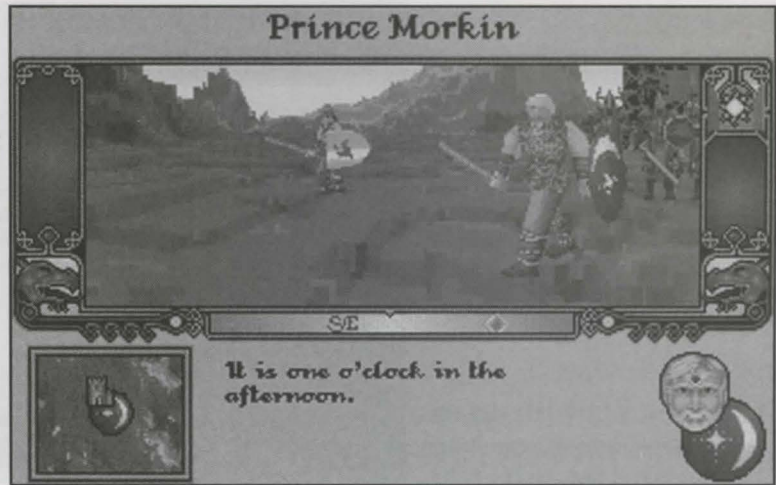 Prince Morkin
S/E
It is one o'clock in the
afternoon.